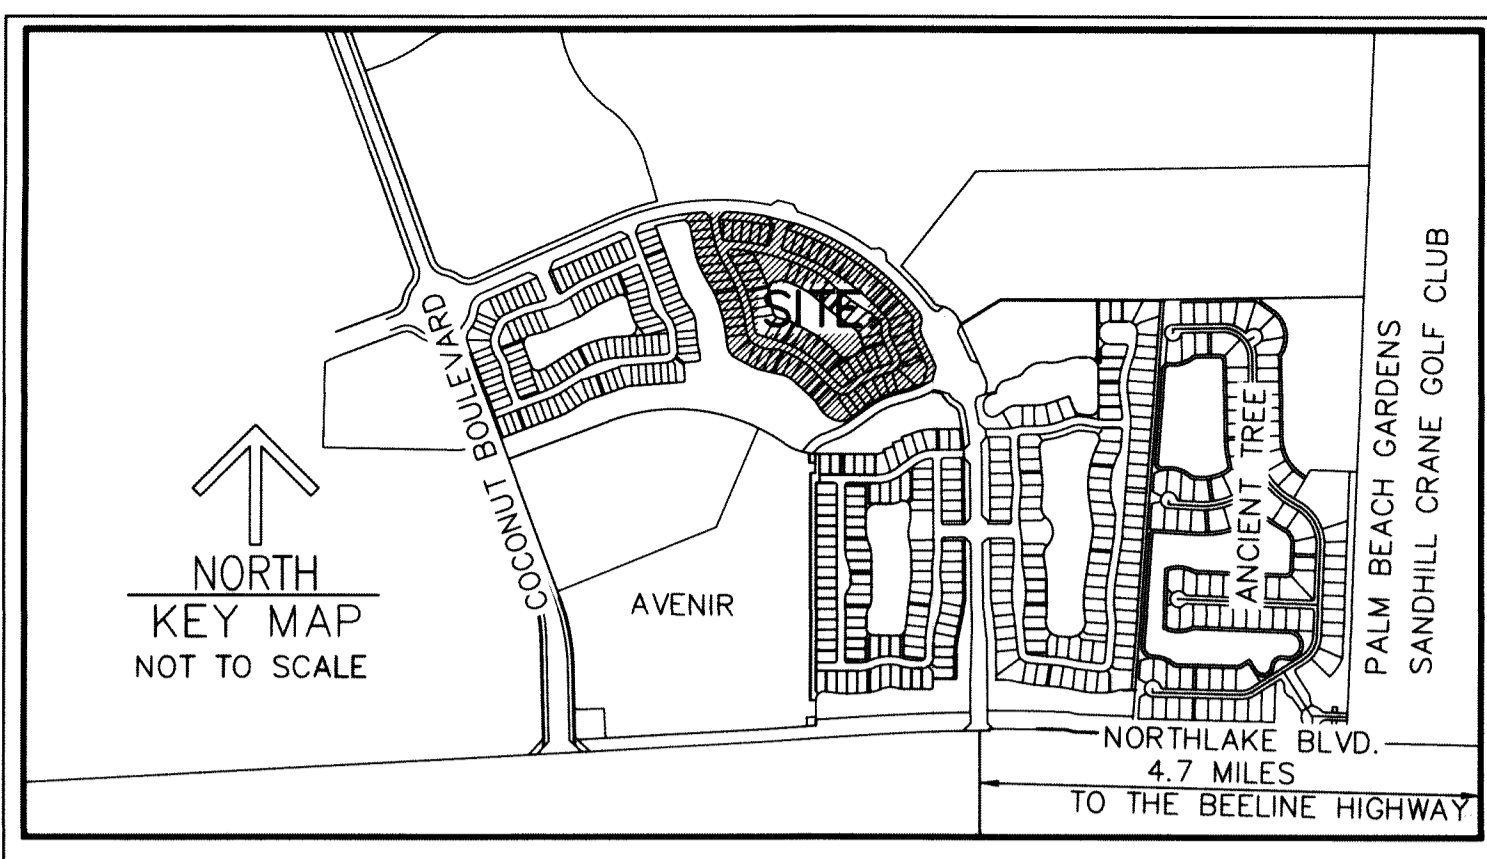 SITE
COCONUT BOULEVARD
NORTH
KEY MAP
NOT TO SCALE
AVENIR
ANCIENT TREE
PALM BEACH GARDENS
SANDHILL CRANE GOLF CLUB
NORTHLAKE BLVD.
4.7 MILES
TO THE BEELINE HIGHWAY